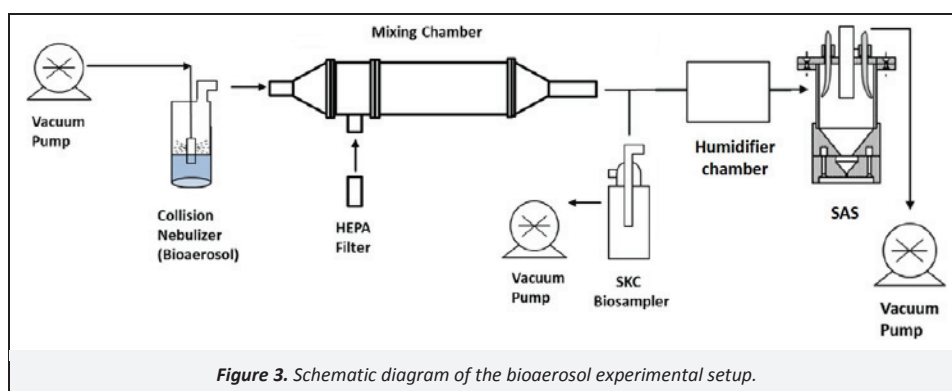 Mixing Chamber
Vacuum
Pump
Collision
Nebulizer
(Bioaerosol)
HEPA
Filter
Vacuum
Pump
SKC
Biosampler
Humidifier
chamber
SAS
Vacuum
Pump
Figure 3. Schematic diagram of the bioaerosol experimental setup.